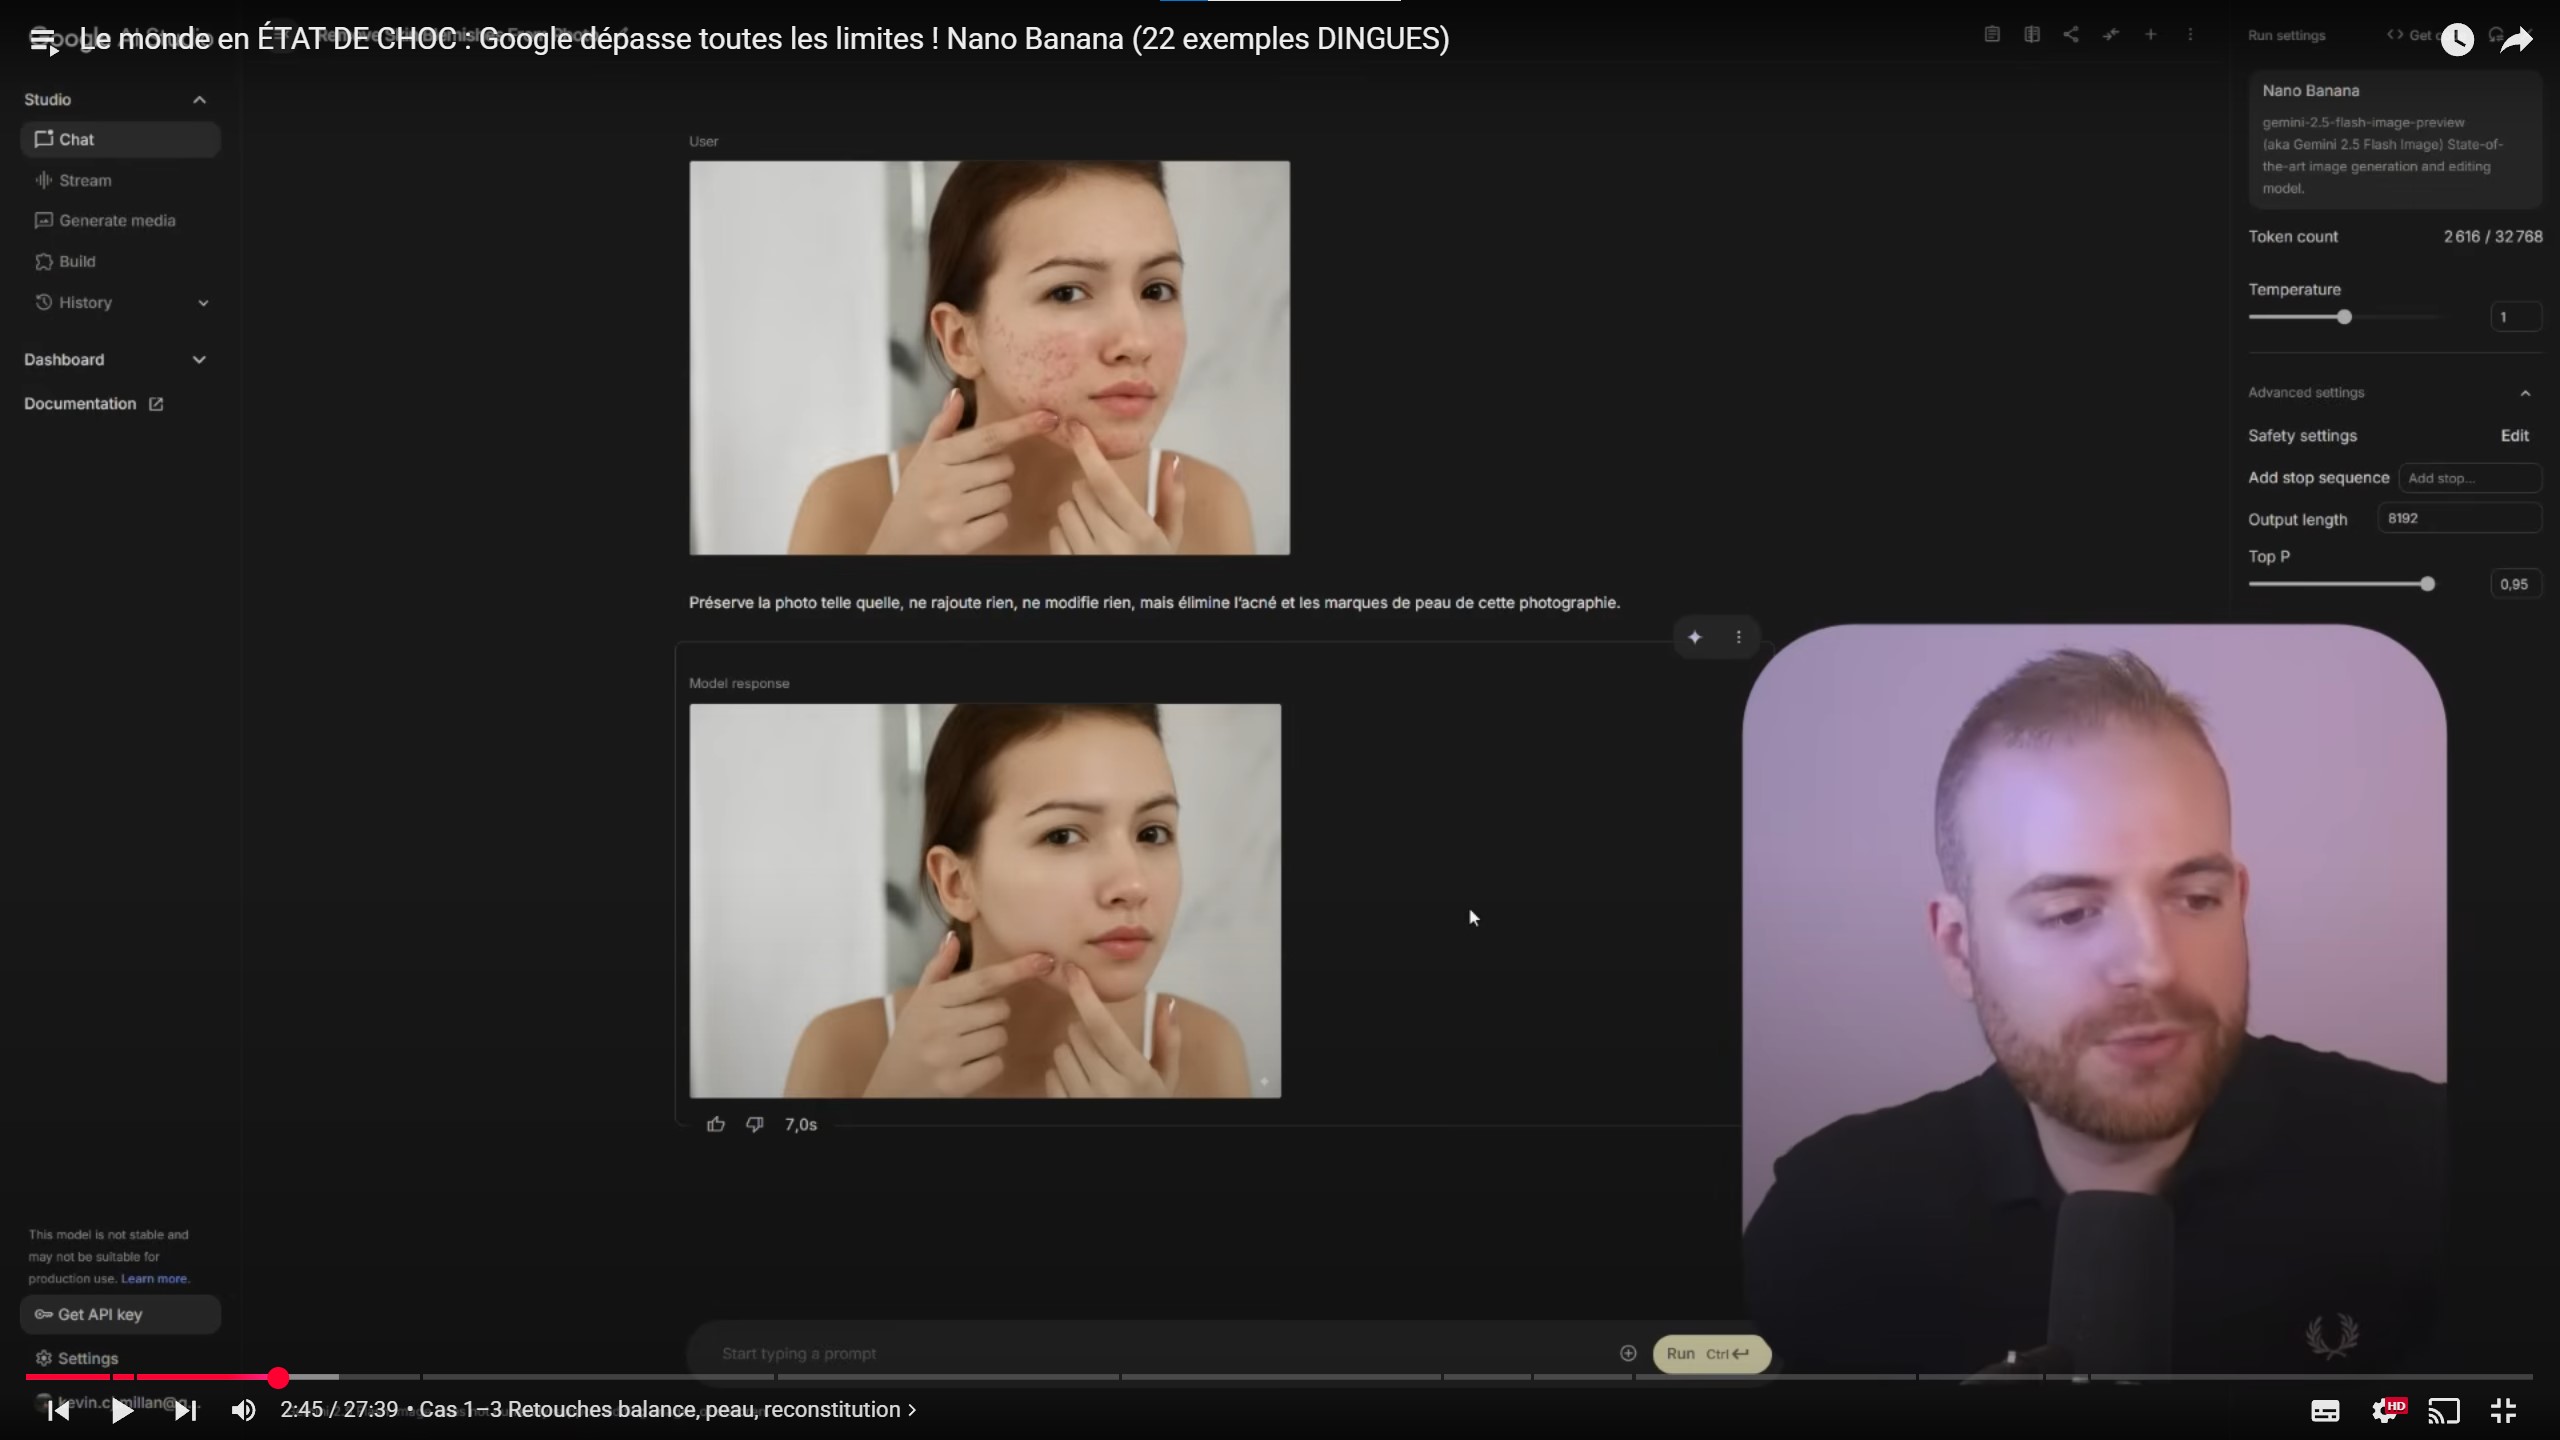 Le monde en ÉTAT DE CHOC : Google dépasse toutes les limites ! Nano Banana (22 exemples DINGUES)
Run settings
Get
Studio
Chat
Stream
Generate media
Build
History
Dashboard
Documentation
User
Préserve la photo telle quelle, ne rajoute rien, ne modifie rien, mais élimine l'acné et les marques de peau de cette photographie.
Model response
7,0s
Nano Banana
gemini-2.5-flash-image-preview
(aka Gemini 2.5 Flash Image) State-of-
the-art image generation and editing
model.
Token count 2 616 / 32 768
Temperature 1
Advanced settings
Safety settings Edit
Add stop sequence Add stop...
Output length 8192
Top P 0,95
This model is not stable and
may not be suitable for
production use. Learn more.
Get API key
Settings
Start typing a prompt
Run Ctrl
2:45 / 27:39 • Cas 1–3 Retouches balance, peau, reconstitution
HD